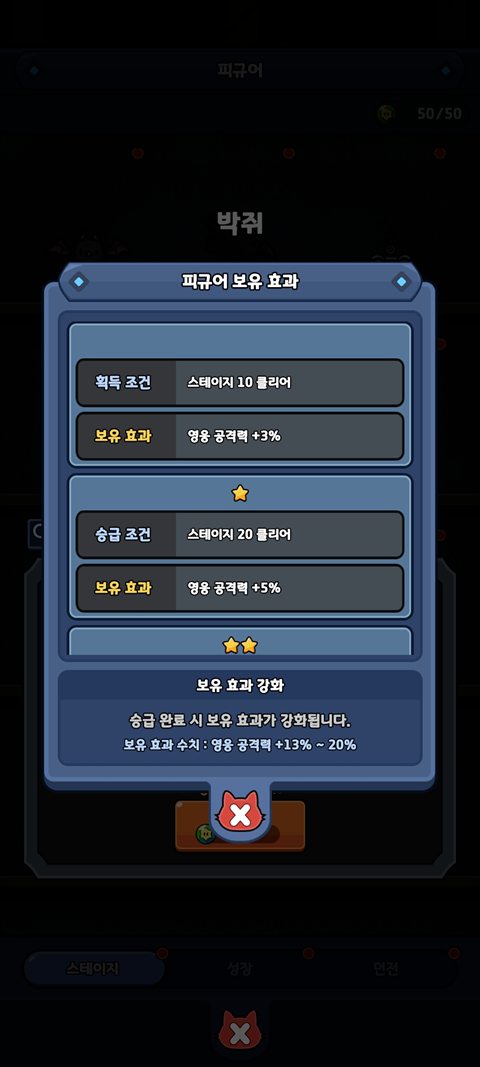 피규어
50/50
박쥐
피규어 보유 효과
획득 조건
스테이지 10 클리어
보유 효과
영웅 공격력 +3%
승급 조건
스테이지 20 클리어
보유 효과
영웅 공격력 +5%
보유 효과 강화
승급 완료 시 보유 효과가 강화됩니다.
보유 효과 수치 : 영웅 공격력 +13% ~ 20%
스테이지
성장
던전